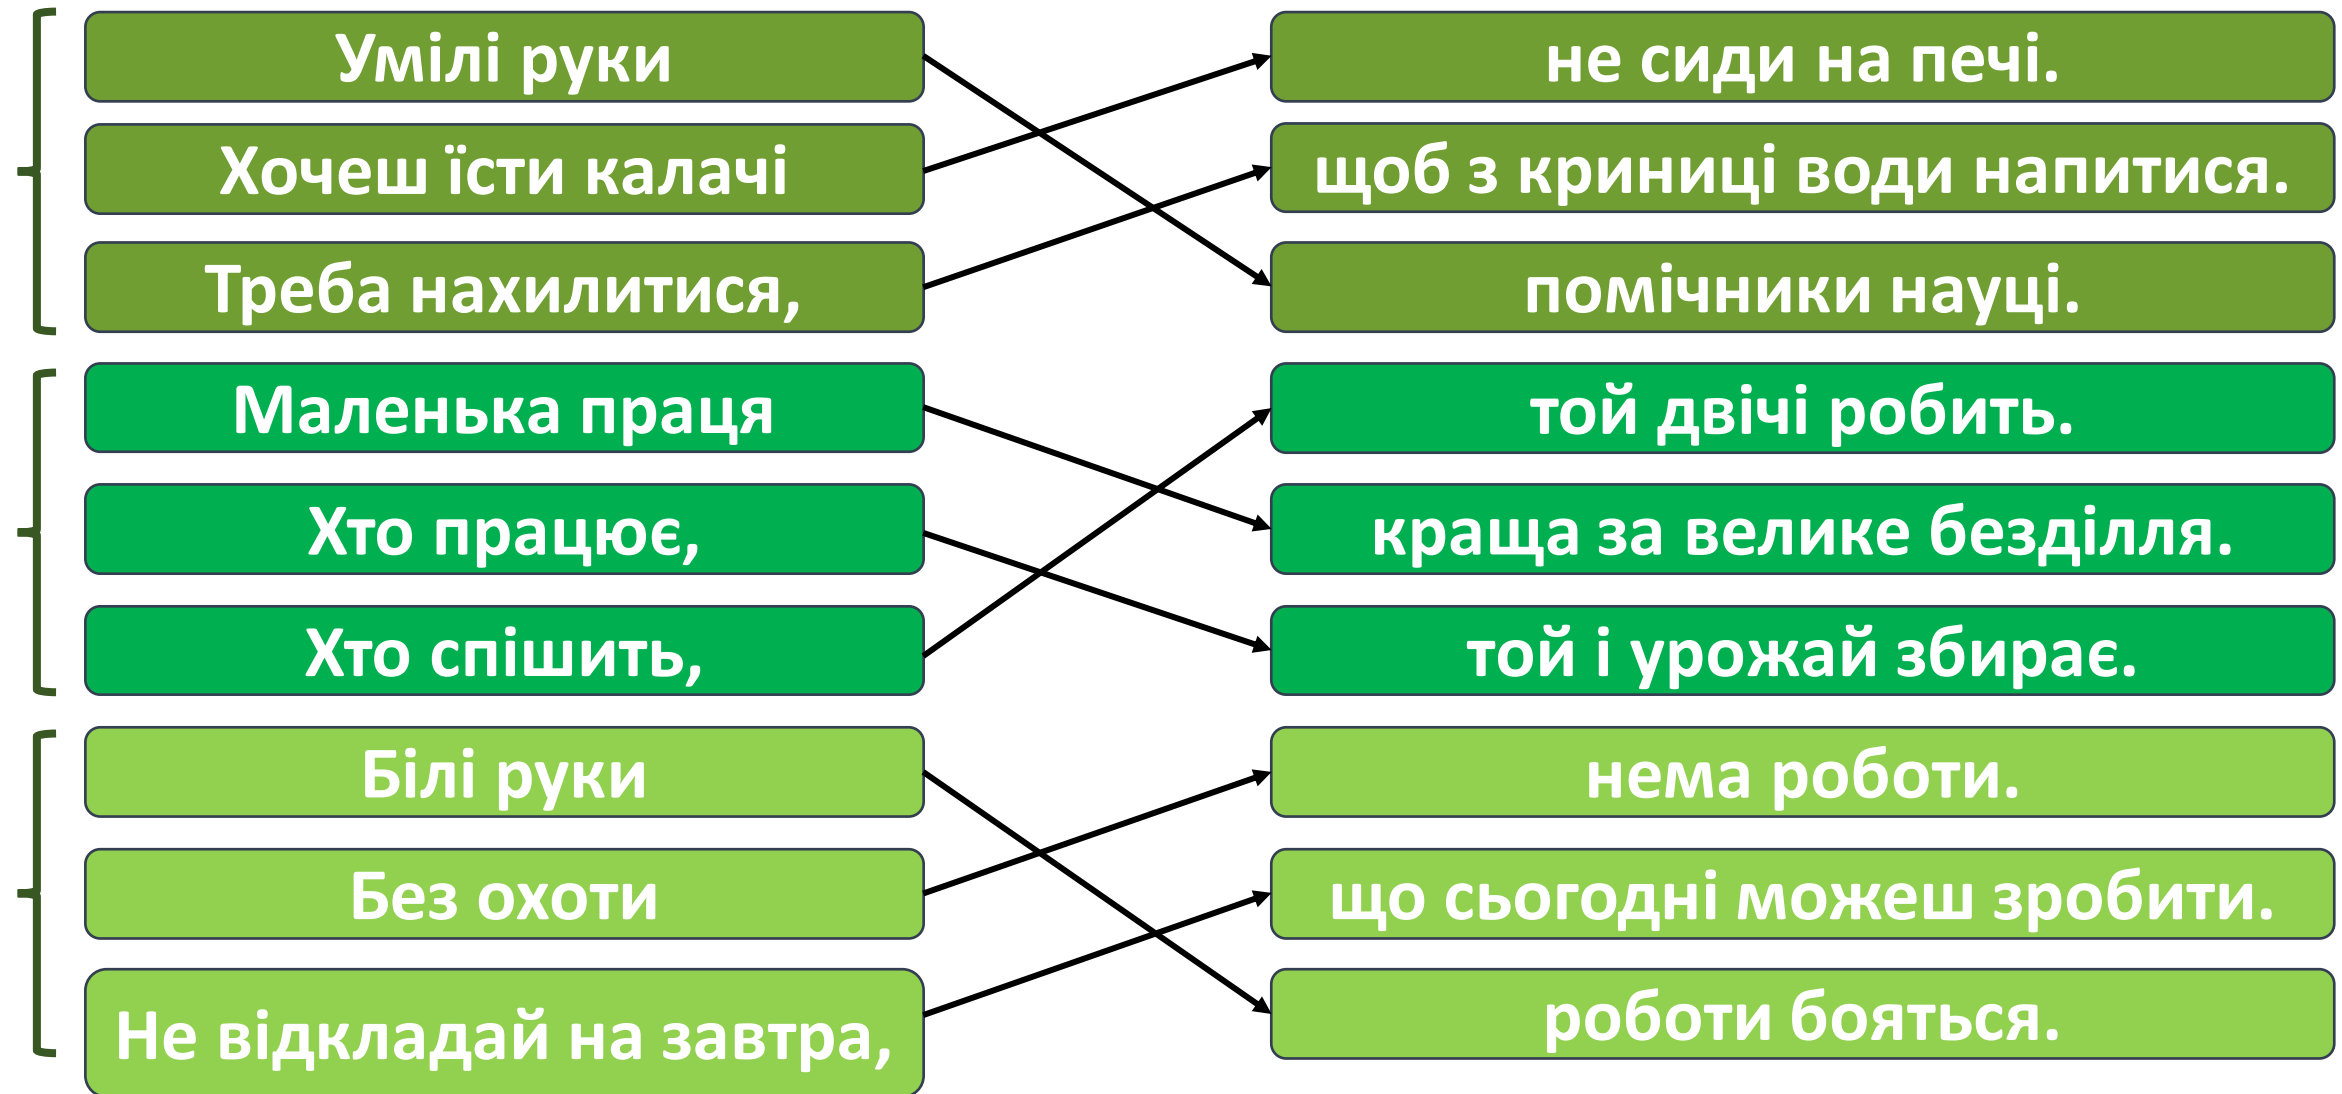 Умілі руки
не сиди на печі.
Хочеш їсти калачі
щоб з криниці води напитися.
Треба нахилитися,
помічники науці.
Маленька праця
той двічі робить.
Хто працює,
краща за велике безділля.
Хто спішить,
той і урожай збирає.
Білі руки
нема роботи.
Без охоти
що сьогодні можеш зробити.
Не відкладай на завтра,
роботи бояться.